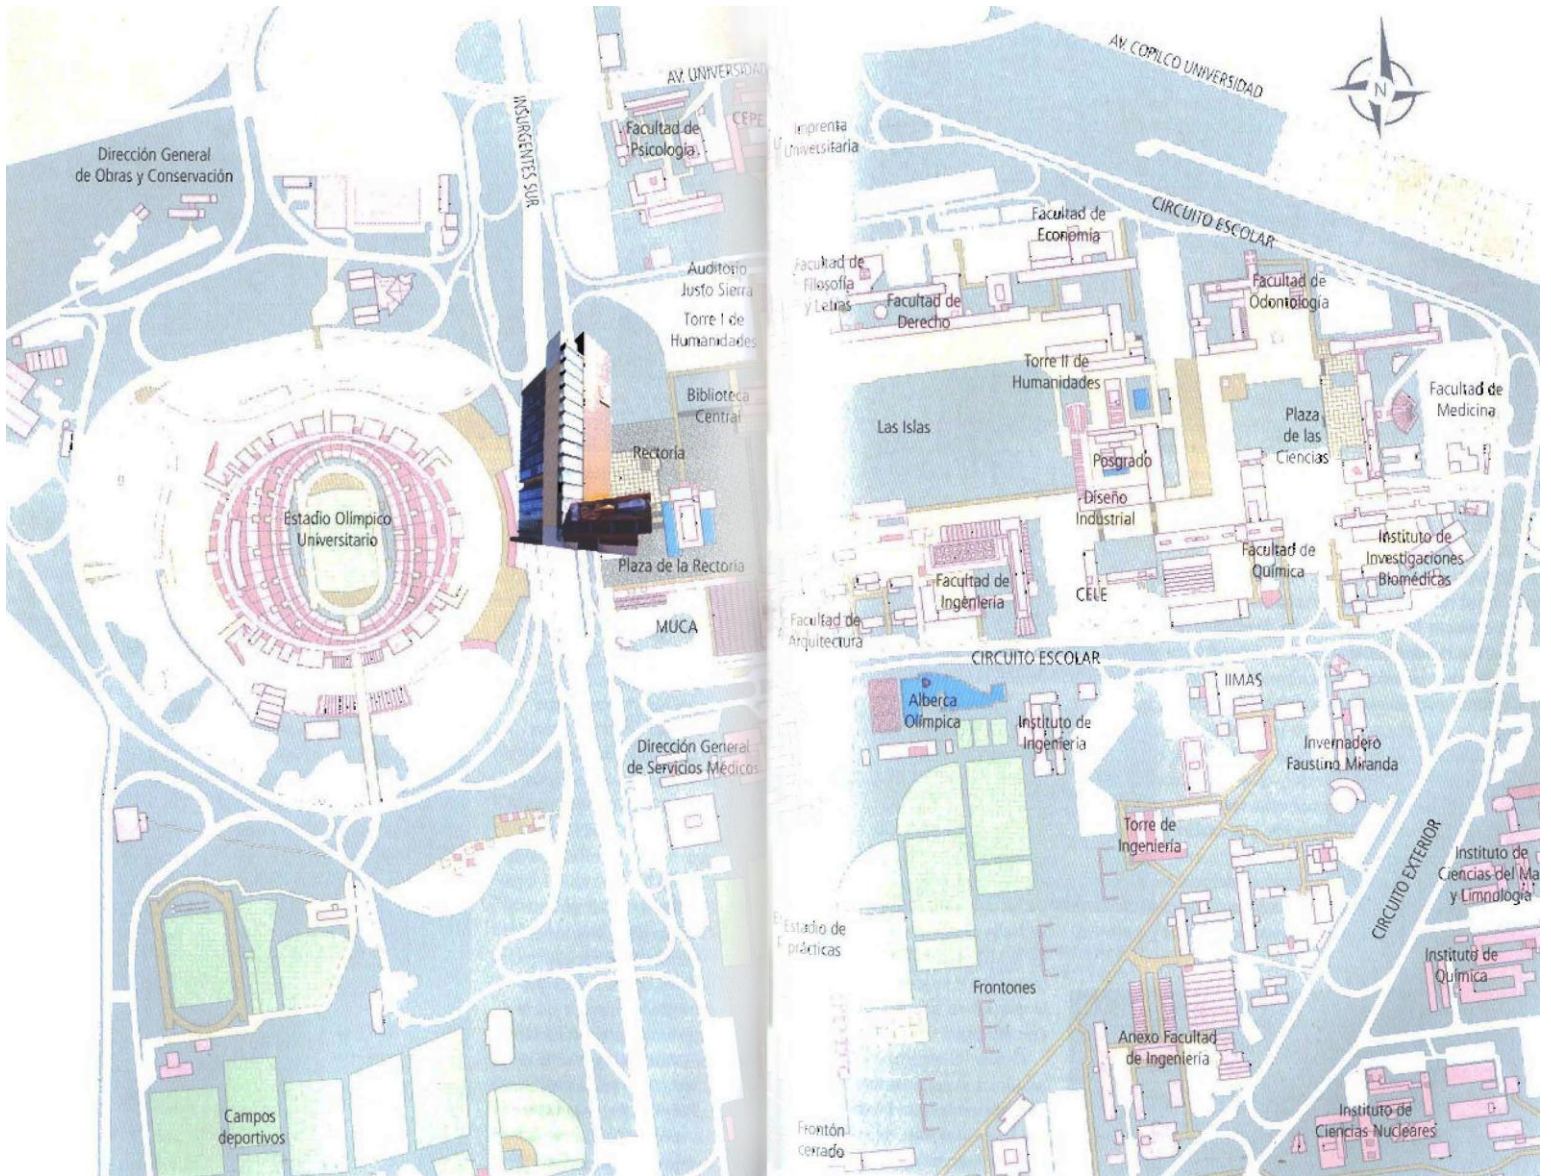 AV. COPILCO UNIVERSIDAD
N
AV. UNIVERSIDAD
INSURGENTES SUR
CEPE
Facultad de
Psicología
Imprenta
Universitaria
Dirección General
de Obras y Conservación
CIRCUITO ESCOLAR
Facultad de
Economía
Auditorio
Justo Sierra
Facultad de
Filosofía
y Letras
Facultad de
Derecho
Facultad de
Odontología
Torre I de
Humanidades
Torre II de
Humanidades
Biblioteca
Central
Facultad de
Medicina
Las Islas
Plaza
de las
Ciencias
Rectoría
Posgrado
Diseño
Industrial
Estadio Olímpico
Universitario
Plaza de la Rectoría
Facultad de
Química
Instituto de
Investigaciones
Biomédicas
Facultad de
Ingeniería
CELE
MUCA
Facultad de
Arquitectura
CIRCUITO ESCOLAR
IIMAS
Alberca
Olímpica
Instituto de
Ingeniería
Invernadero
Faustino Miranda
Dirección General
de Servicios Médicos
Torre de
Ingeniería
CIRCUITO EXTERIOR
Instituto de
Ciencias del Ma
y Limnología
Estadio de
prácticas
Instituto de
Química
Frontones
Anexo Facultad
de Ingeniería
Campos
deportivos
Frontón
cerrado
Instituto de
Ciencias Nucleares